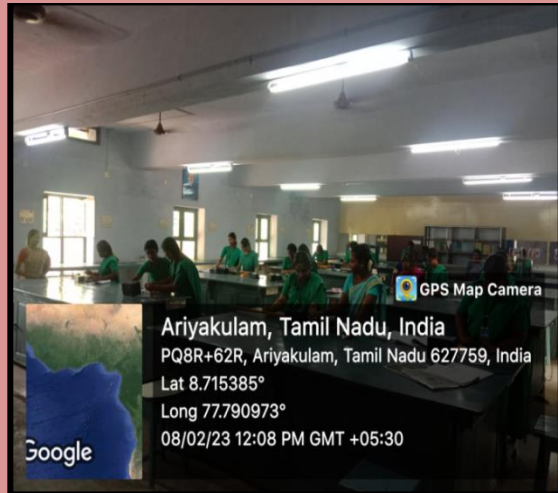 GPS Map Camera
Ariyakulam, Tamil Nadu, India
PQ8R+62R, Ariyakulam, Tamil Nadu 627759, India
Lat 8.715385°
Long 77.790973°
08/02/23 12:08 PM GMT +05:30
Google